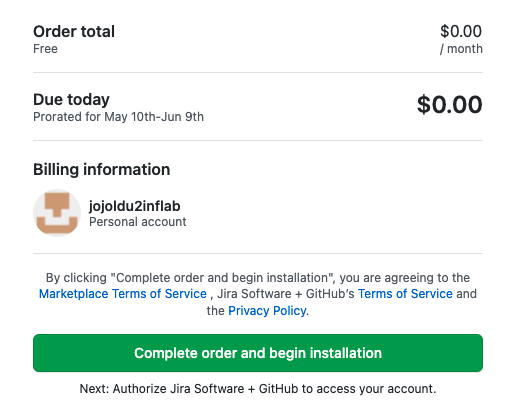 Order total
$0.00
Free
/ month
Due today
$0.00
Prorated for May 10th-Jun 9th
Billing information
jojoldu2inflab
Personal account
By clicking "Complete order and begin installation", you are agreeing to the
Marketplace Terms of Service , Jira Software + GitHub's Terms of Service and
the Privacy Policy.
Complete order and begin installation
Next: Authorize Jira Software + GitHub to access your account.